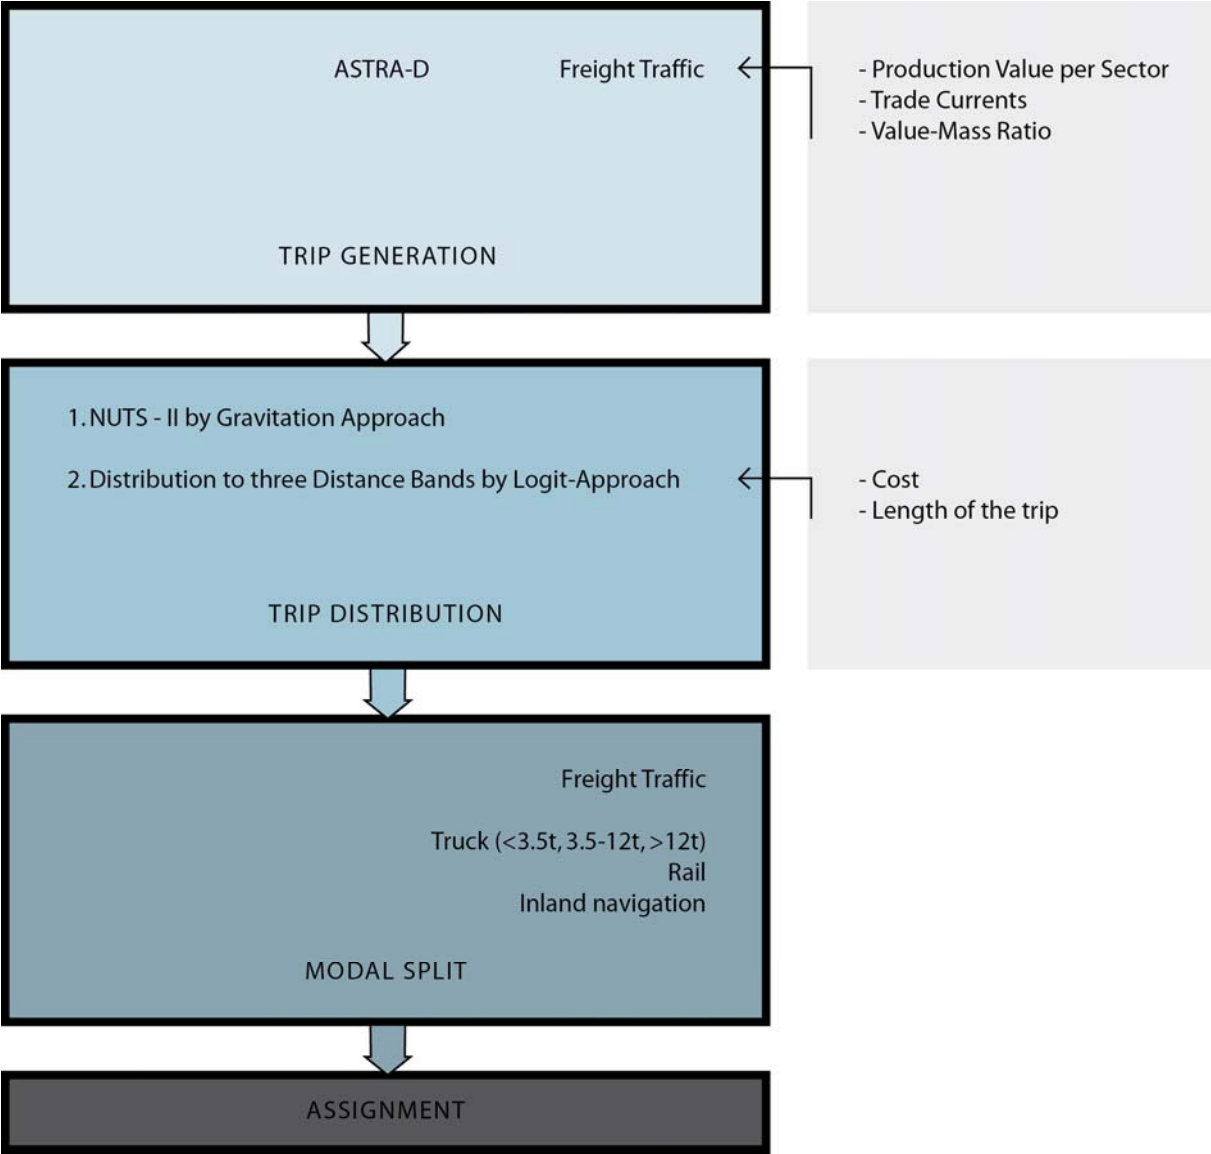 ASTRA-D Freight Traffic
- Production Value per Sector
- Trade Currents
- Value-Mass Ratio
TRIP GENERATION
1. NUTS - II by Gravitation Approach
2. Distribution to three Distance Bands by Logit-Approach
- Cost
- Length of the trip
TRIP DISTRIBUTION
Freight Traffic
Truck (<3.5t, 3.5-12t, >12t)
Rail
Inland navigation
MODAL SPLIT
ASSIGNMENT